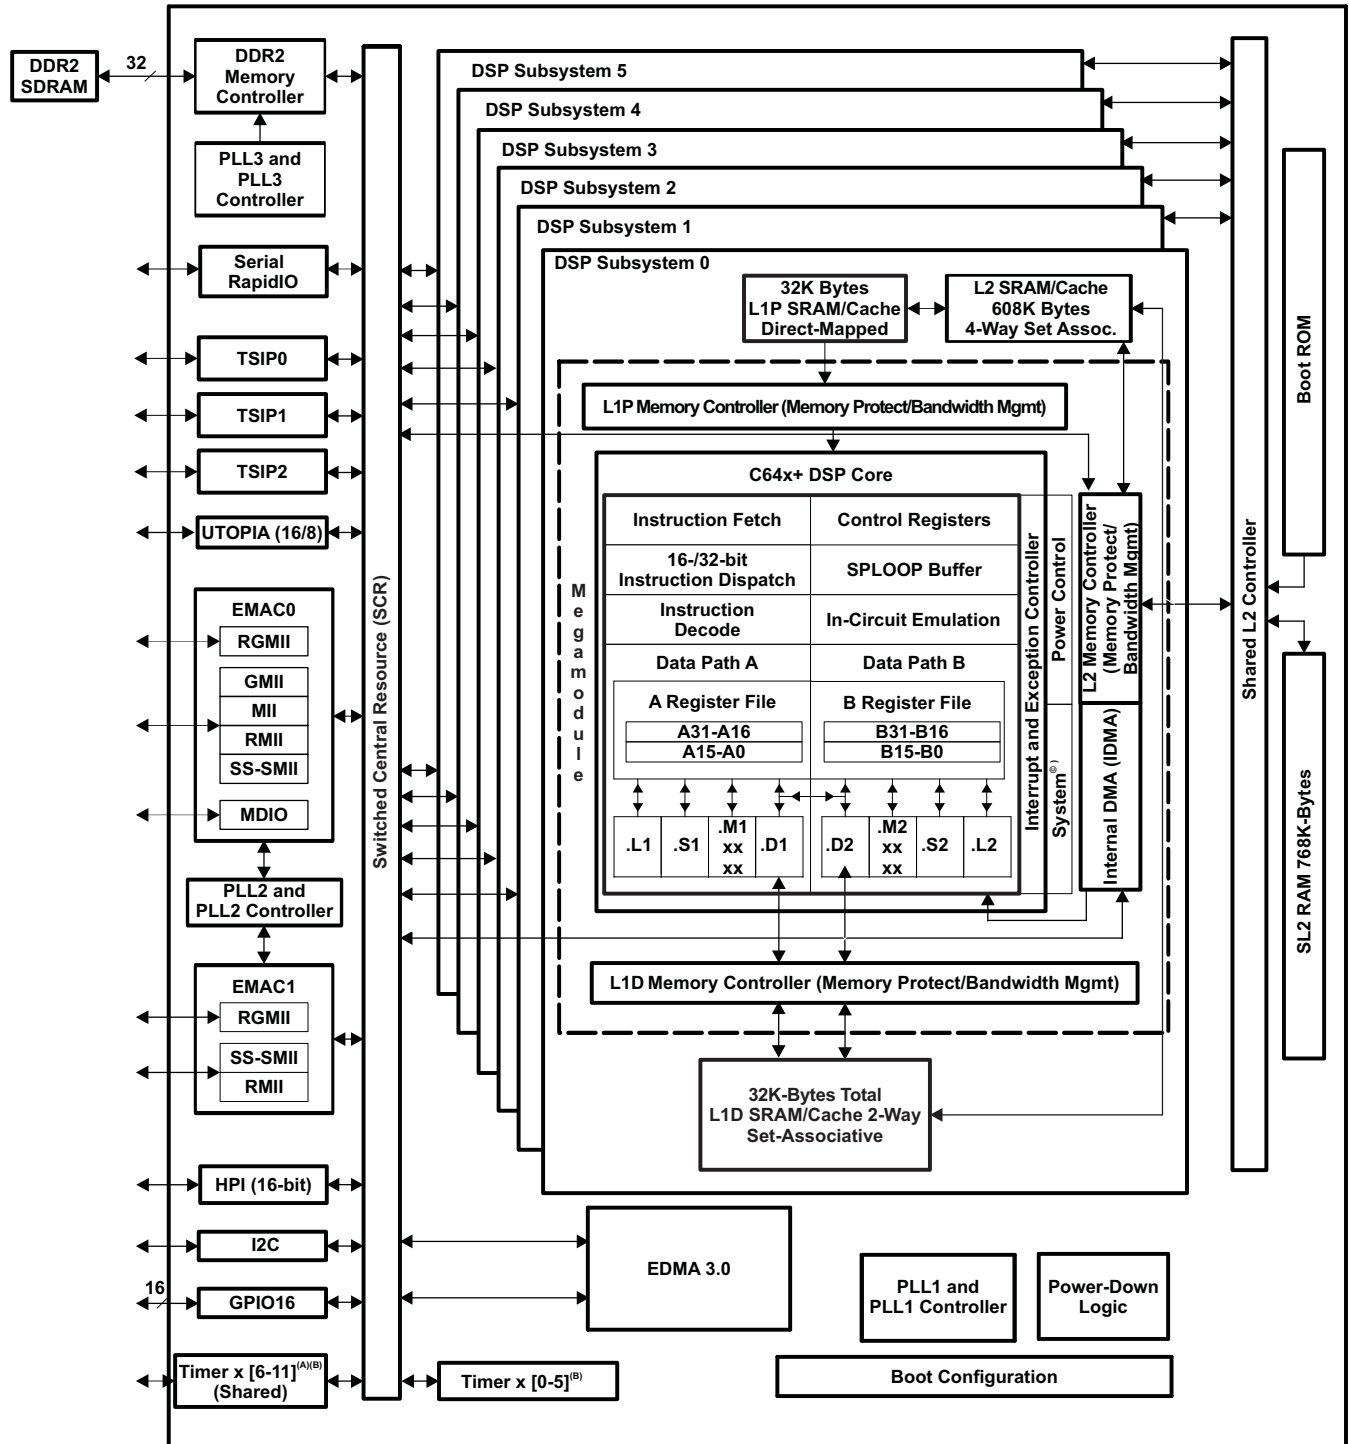 DDR2
SDRAM
32
DDR2
Memory
Controller
PLL3 and
PLL3
Controller
Serial
RapidIO
TSIP0
TSIP1
TSIP2
UTOPIA (16/8)
EMAC0
RGMII
GMII
MII
RMII
SS-SMII
MDIO
PLL2 and
PLL2 Controller
EMAC1
RGMII
SS-SMII
RMII
HPI (16-bit)
I2C
16
GPIO16
Timer x [6-11](A)(B)
(Shared)
Switched Central Resource (SCR)
DSP Subsystem 5
DSP Subsystem 4
DSP Subsystem 3
DSP Subsystem 2
DSP Subsystem 1
DSP Subsystem 0
32K Bytes
L1P SRAM/Cache
Direct-Mapped
L2 SRAM/Cache
608K Bytes
4-Way Set Assoc.
L1P Memory Controller (Memory Protect/Bandwidth Mgmt)
Megamodule
C64x+ DSP Core
Instruction Fetch
Control Registers
16-/32-bit
Instruction Dispatch
SPLOOP Buffer
Instruction
Decode
In-Circuit Emulation
Data Path A
Data Path B
A Register File
B Register File
A31-A16
A15-A0
B31-B16
B15-B0
.L1
.S1
.M1
xx
xx
.D1
.D2
.M2
xx
xx
.S2
.L2
Interrupt and Exception Controller
Power Control
System(C)
L2 Memory Controller
(Memory Protect/
Bandwidth Mgmt)
Internal DMA (IDMA)
L1D Memory Controller (Memory Protect/Bandwidth Mgmt)
32K-Bytes Total
L1D SRAM/Cache 2-Way
Set-Associative
Shared L2 Controller
Boot ROM
SL2 RAM 768K-Bytes
EDMA 3.0
PLL1 and
PLL1 Controller
Power-Down
Logic
Timer x [0-5](B)
Boot Configuration